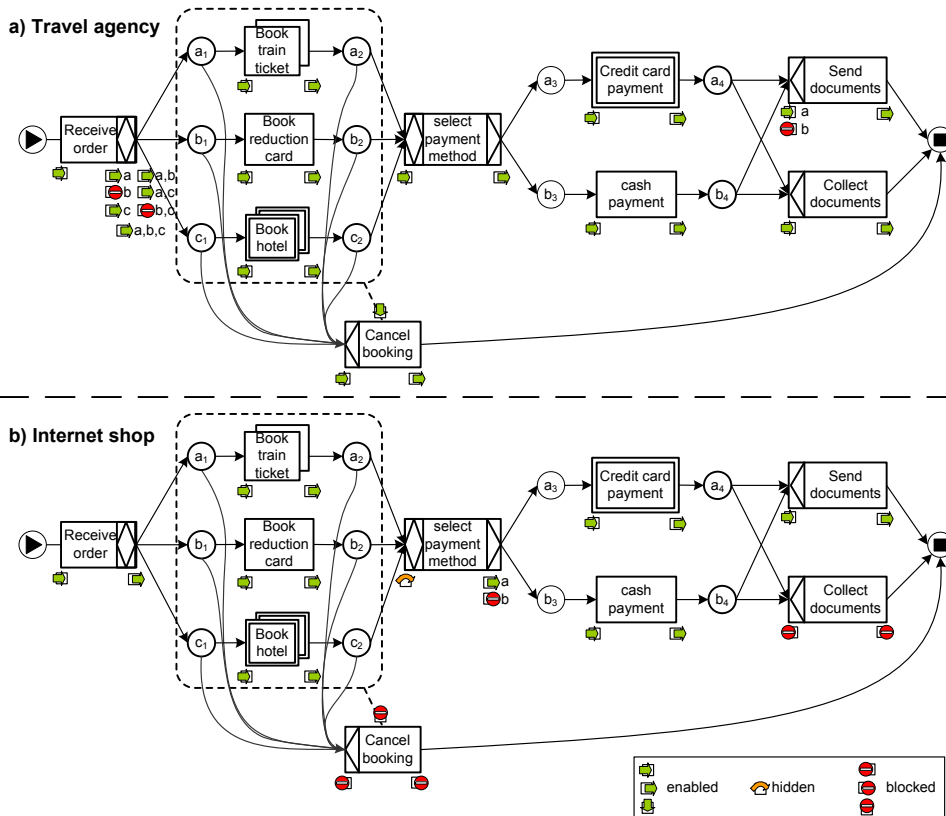 a) Travel agency
Book
train
ticket
a1
a2
Receive
order
b1
Book
reduction
card
b2
select
payment
method
a
a,b
b
a,c
c
b,c
a,b,c
c1
Book
hotel
c2
a3
Credit card
payment
a4
Send
documents
a
b
b3
cash
payment
b4
Collect
documents
Cancel
booking
b) Internet shop
Book
train
ticket
a1
a2
Receive
order
b1
Book
reduction
card
b2
select
payment
method
a
b
c1
Book
hotel
c2
a3
Credit card
payment
a4
Send
documents
b3
cash
payment
b4
Collect
documents
Cancel
booking
enabled
hidden
blocked